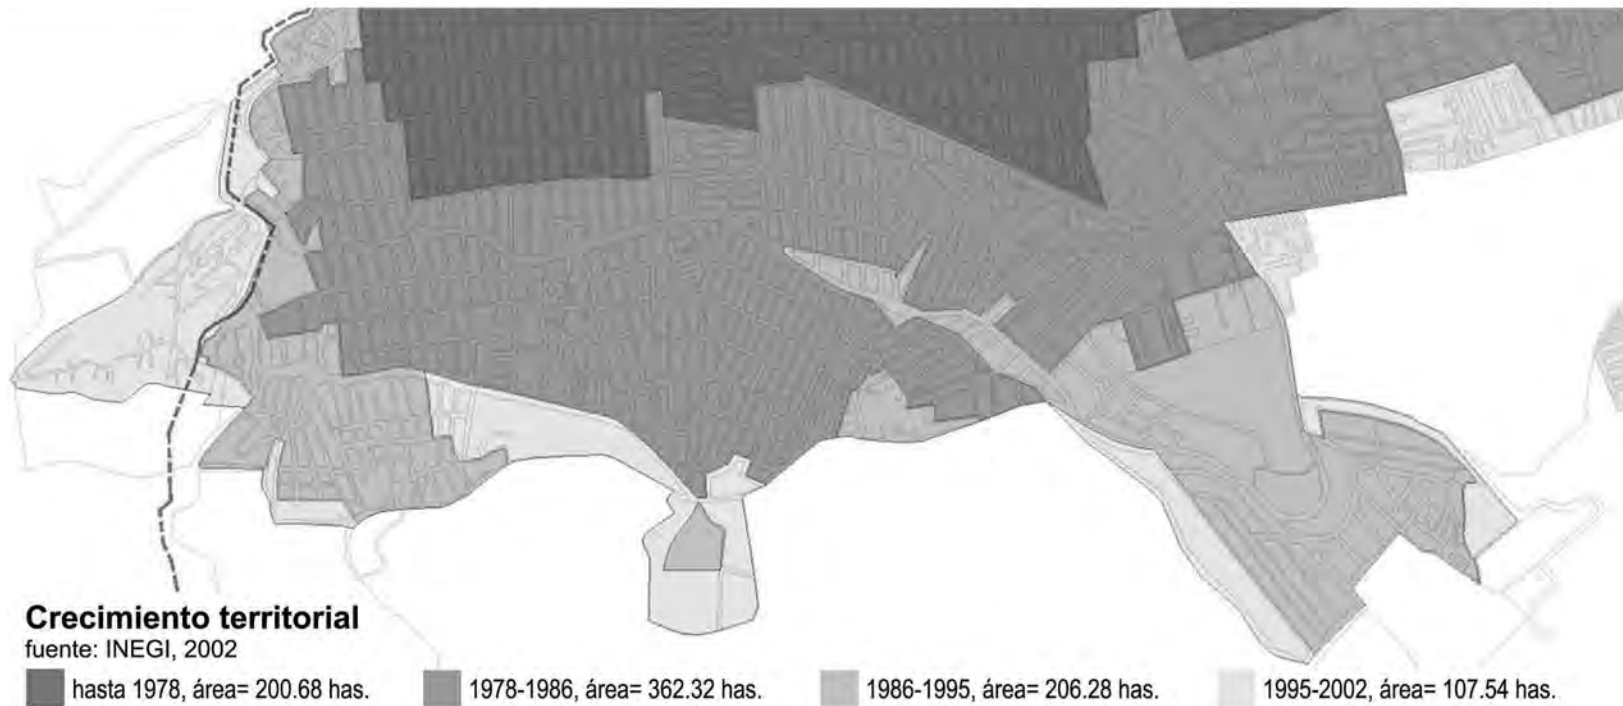 Crecimiento territorial
fuente: INEGI, 2002
hasta 1978, área= 200.68 has.
1978-1986, área= 362.32 has.
1986-1995, área= 206.28 has.
1995-2002, área= 107.54 has.